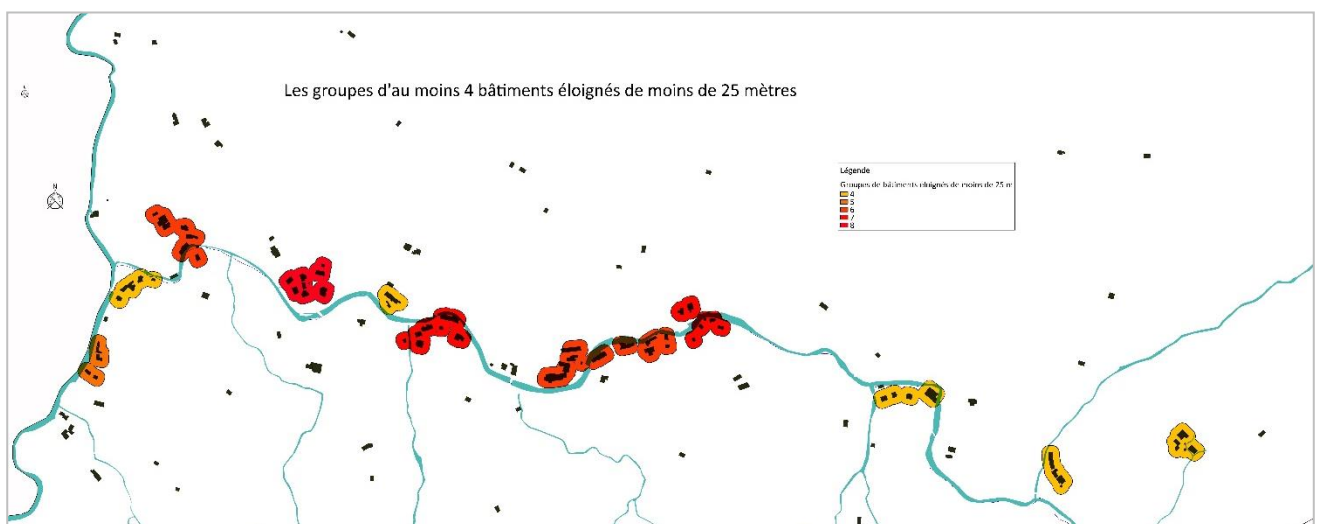 Les groupes d'au moins 4 bâtiments éloignés de moins de 25 mètres
Légende
Groupes de bâtiments éloignés de moins de 25 m
4
5
6
7
8
N